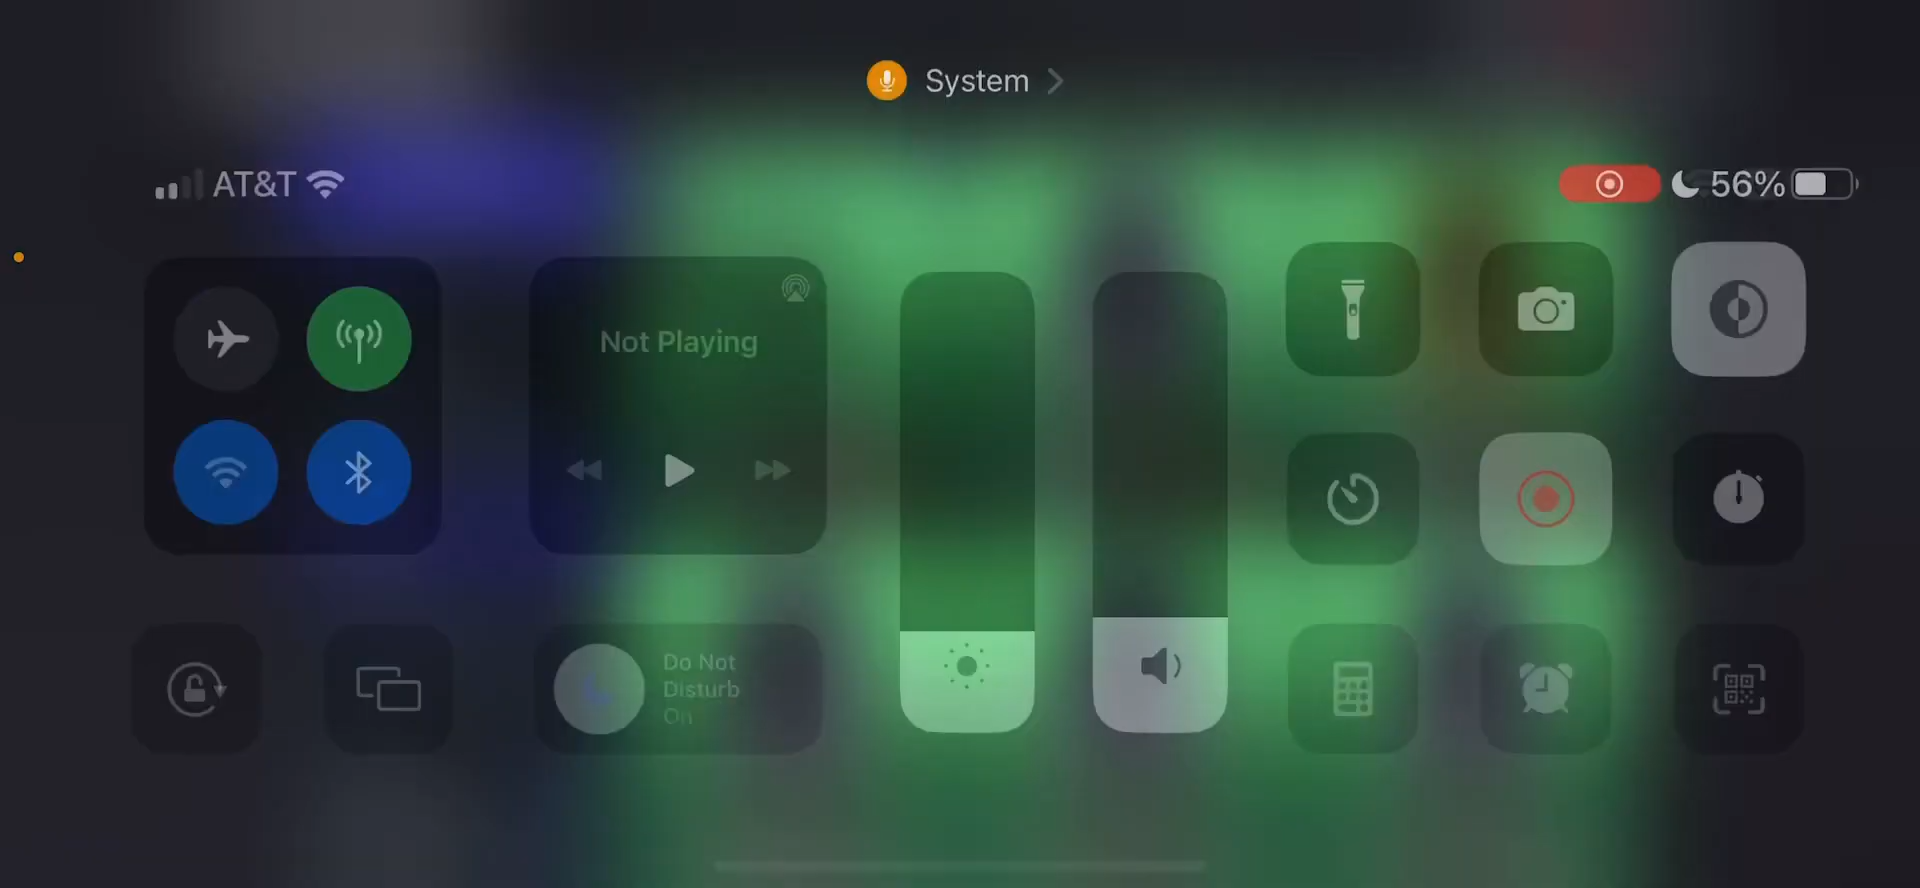 System
AT&T
56%
Not Playing
Do Not
Disturb
On